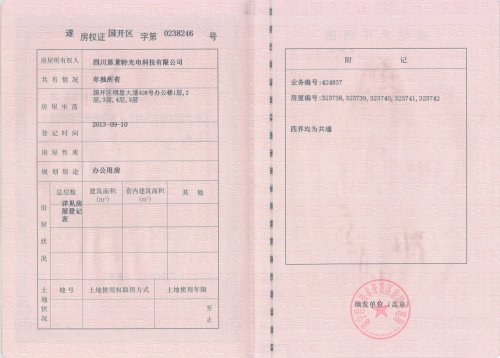 遂 房权证 国开区 字第 0238246 号
房屋所有权人 四川思莱特光电科技有限公司
共有情况 单独所有
房屋坐落 国开区明星大道408号办公楼1层,2
层,3层,4层,5层
登记时间 2013-09-10
房屋性质
规划用途 办公用房
房屋状况
总层数 建筑面积(m²) 套内建筑面积(m²) 其他
详见房
屋登记
表
土地状况
地号 土地使用权取得方式 土地使用年限
至
止
附记
业务编号:424837
房屋编号:323738,323739,323740,323741,323742
四界均为共墙
填发单位(盖章)